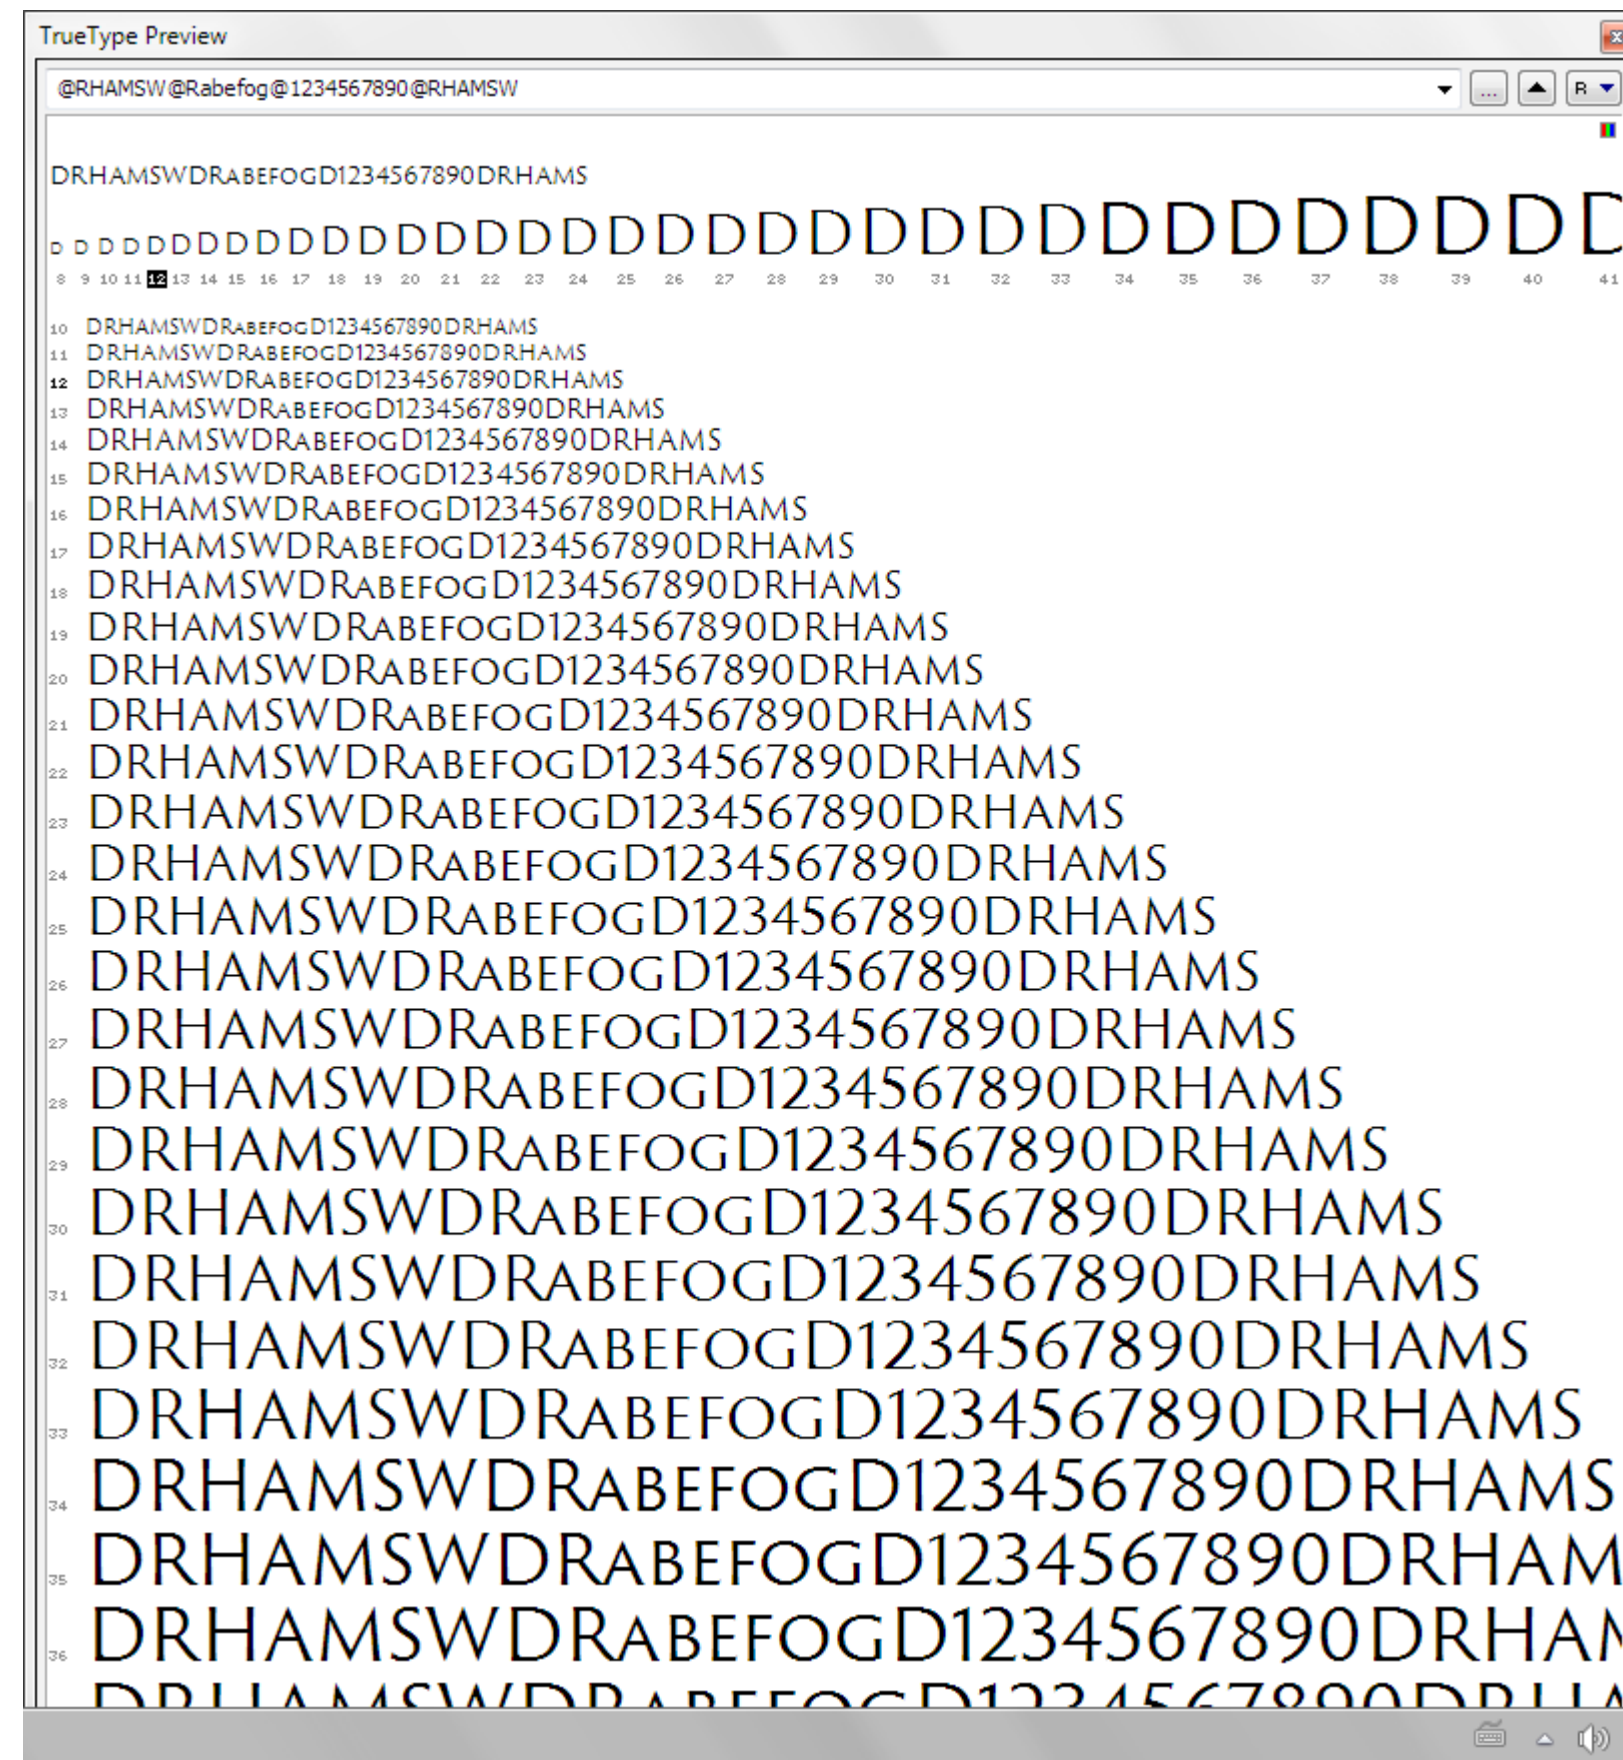 TrueType Preview
@RHAMSW@Rabefog@1234567890@RHAMSW
... R
DRHAMSWDRABEFOGD1234567890DRHAMS
D D D D D D D D D D D D D D D D D D D D D D D D D D D D D D D D D D
8 9 10 11 12 13 14 15 16 17 18 19 20 21 22 23 24 25 26 27 28 29 30 31 32 33 34 35 36 37 38 39 40 41
10 DRHAMSWDRABEFOGD1234567890DRHAMS
11 DRHAMSWDRABEFOGD1234567890DRHAMS
12 DRHAMSWDRABEFOGD1234567890DRHAMS
13 DRHAMSWDRABEFOGD1234567890DRHAMS
14 DRHAMSWDRABEFOGD1234567890DRHAMS
15 DRHAMSWDRABEFOGD1234567890DRHAMS
16 DRHAMSWDRABEFOGD1234567890DRHAMS
17 DRHAMSWDRABEFOGD1234567890DRHAMS
18 DRHAMSWDRABEFOGD1234567890DRHAMS
19 DRHAMSWDRABEFOGD1234567890DRHAMS
20 DRHAMSWDRABEFOGD1234567890DRHAMS
21 DRHAMSWDRABEFOGD1234567890DRHAMS
22 DRHAMSWDRABEFOGD1234567890DRHAMS
23 DRHAMSWDRABEFOGD1234567890DRHAMS
24 DRHAMSWDRABEFOGD1234567890DRHAMS
25 DRHAMSWDRABEFOGD1234567890DRHAMS
26 DRHAMSWDRABEFOGD1234567890DRHAMS
27 DRHAMSWDRABEFOGD1234567890DRHAMS
28 DRHAMSWDRABEFOGD1234567890DRHAMS
29 DRHAMSWDRABEFOGD1234567890DRHAMS
30 DRHAMSWDRABEFOGD1234567890DRHAMS
31 DRHAMSWDRABEFOGD1234567890DRHAMS
32 DRHAMSWDRABEFOGD1234567890DRHAMS
33 DRHAMSWDRABEFOGD1234567890DRHAMS
34 DRHAMSWDRABEFOGD1234567890DRHAMS
35 DRHAMSWDRABEFOGD1234567890DRHAM
36 DRHAMSWDRABEFOGD1234567890DRHAM
DRHAMSWDRABEFOGD1234567890DRHA